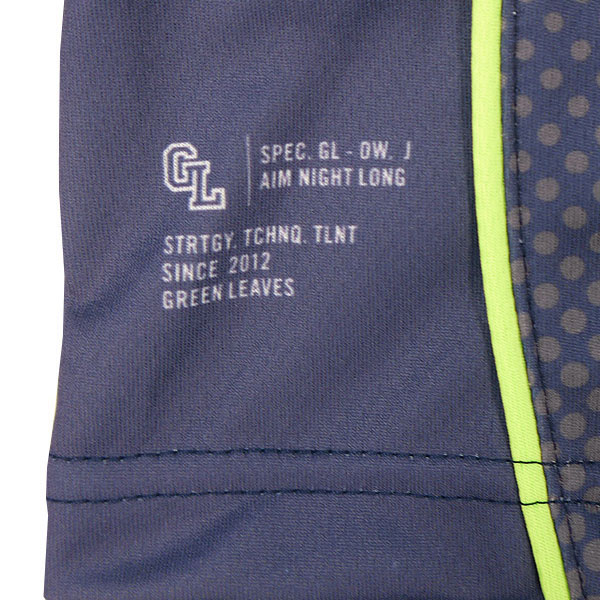 GL
SPEC. GL - OW. J
AIM NIGHT LONG
STRTGY. TCHNQ. TLNT
SINCE 2012
GREEN LEAVES